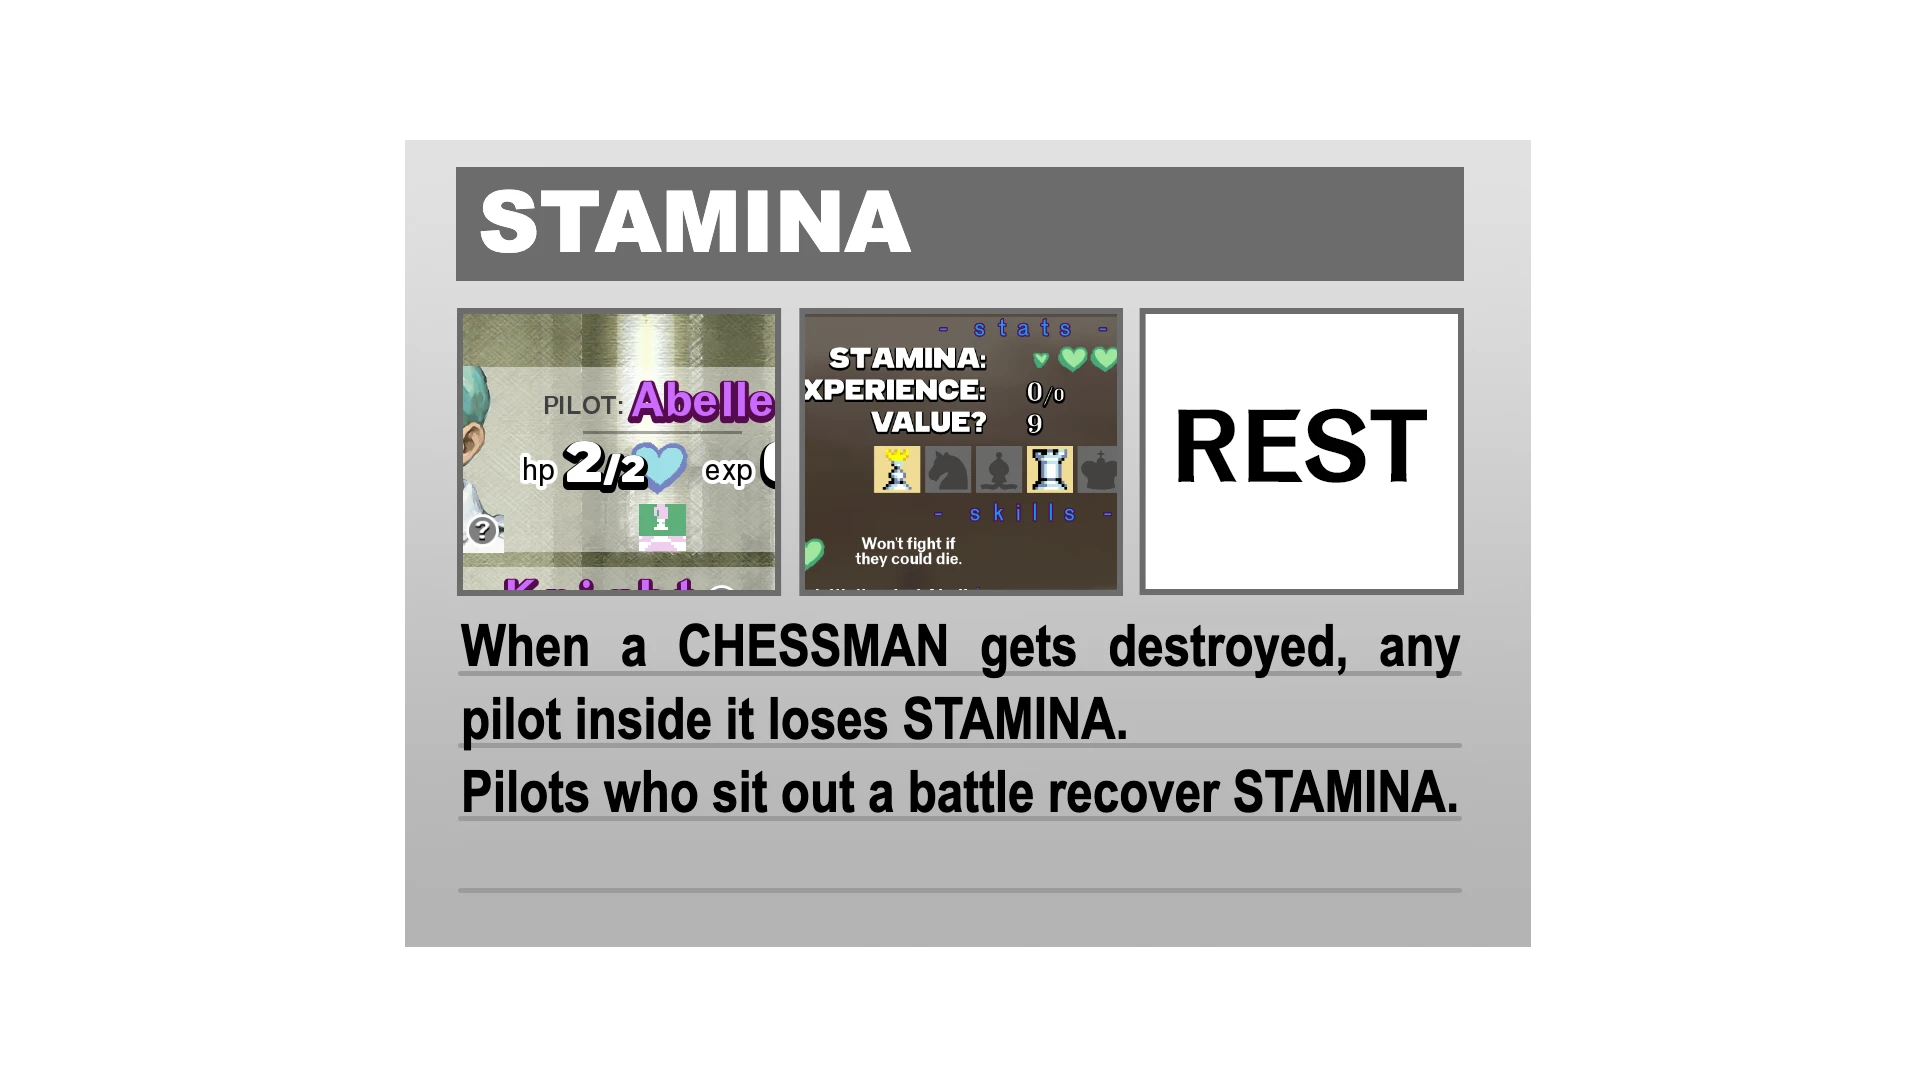 STAMINA
PILOT: Abelle
hp 2/2 exp
?
Knight
- stats -
STAMINA:
XPERIENCE: 0/0
VALUE? 9
- skills -
Won't fight if
they could die.
REST
When a CHESSMAN gets destroyed, any
pilot inside it loses STAMINA.
Pilots who sit out a battle recover STAMINA.